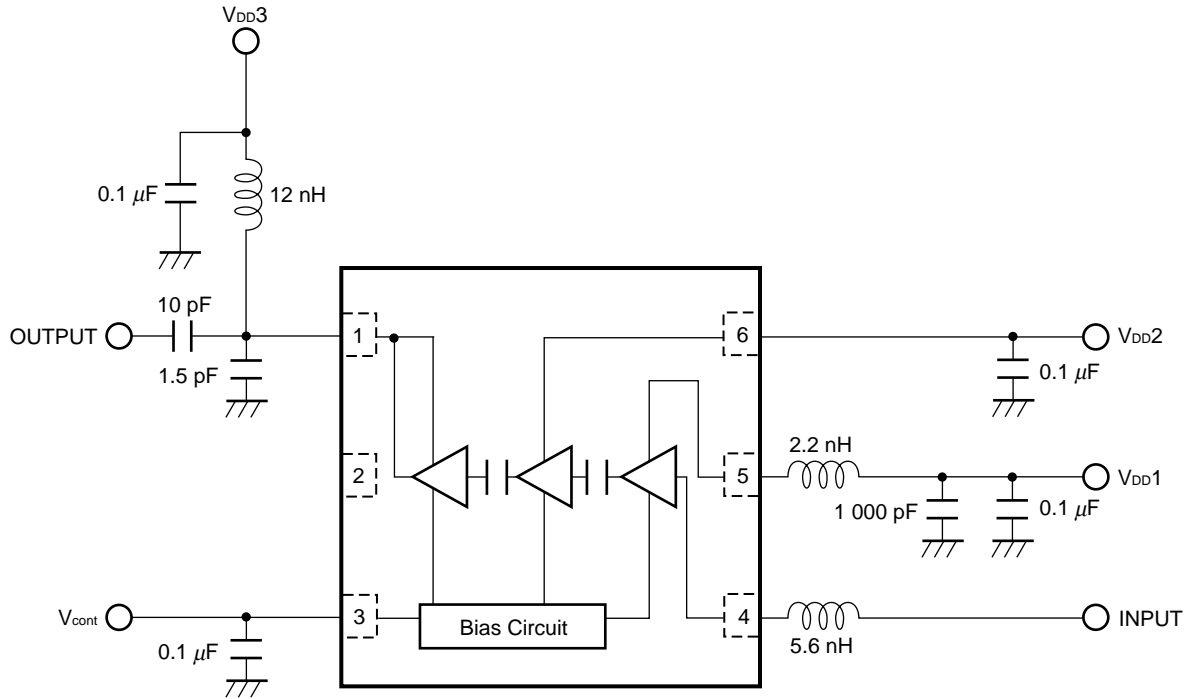 VDD3
0.1 μF
12 nH
10 pF
OUTPUT
1.5 pF
1
6
VDD2
0.1 μF
2
5
2.2 nH
VDD1
1 000 pF
0.1 μF
Vcont
3
Bias Circuit
4
INPUT
0.1 μF
5.6 nH